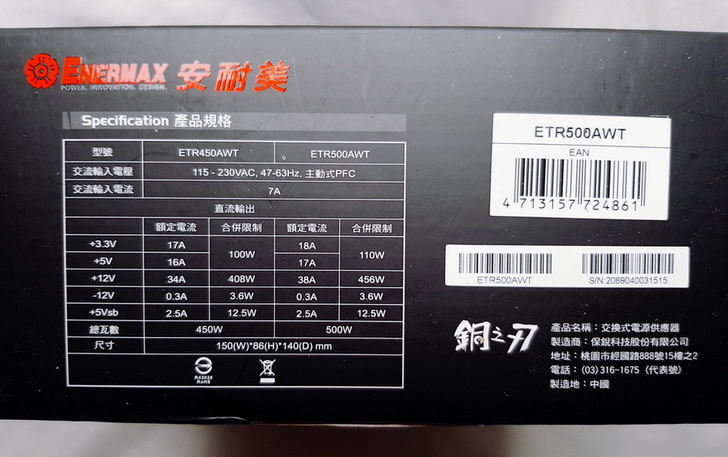 ENERMAX 安耐美
POWER. INNOVATION. DESIGN.
Specification 產品規格
型號 ETR450AWT ETR500AWT
交流輸入電壓 115 - 230VAC, 47-63Hz, 主動式PFC
交流輸入電流 7A
直流輸出
額定電流 合併限制 額定電流 合併限制
+3.3V 17A 100W 18A 110W
+5V 16A 17A
+12V 34A 408W 38A 456W
-12V 0.3A 3.6W 0.3A 3.6W
+5Vsb 2.5A 12.5W 2.5A 12.5W
總瓦數 450W 500W
尺寸 150(W)*86(H)*140(D) mm
R43028
RoHS
ETR500AWT
EAN
4 713157 724861
ETR500AWT
S/N:2069040031515
銅之刃
產品名稱：交換式電源供應器
製造商：保銳科技股份有限公司
地址：桃園市經國路888號15樓之2
電話：(03) 316-1675 (代表號)
製造地：中國